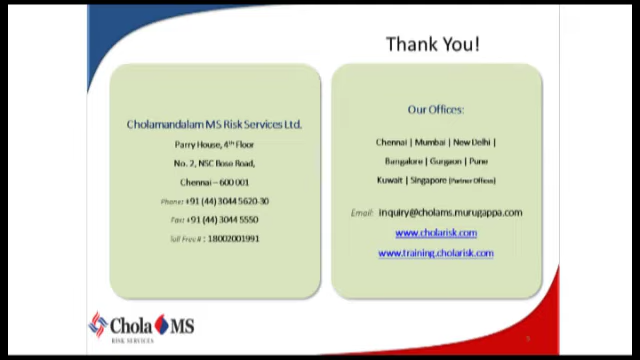 Thank You!
Cholamandalam MS Risk Services Ltd.
Parry House, 4th Floor
No. 2, NSC Bose Road,
Chennai – 600 001
Phone: +91 (44) 3044 5620-30
Fax: +91 (44) 3044 5550
Toll Free # : 18002001991
Our Offices:
Chennai | Mumbai | New Delhi |
Bangalore | Gurgaon | Pune
Kuwait | Singapore (Partner Offices)
Email: inquiry@cholams.murugappa.com
www.cholarisk.com
www.training.cholarisk.com
Chola MS
RISK SERVICES